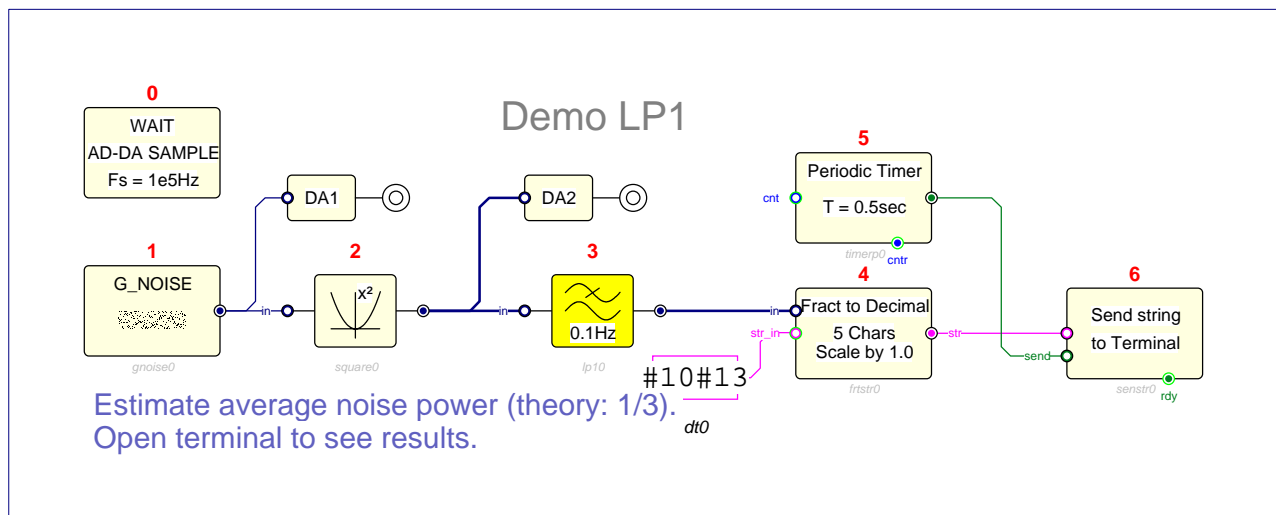 Demo LP1
0
WAIT
AD-DA SAMPLE
Fs = 1e5Hz
DA1
DA2
5
Periodic Timer
T = 0.5sec
cnt
cntr
timerp0
1
G_NOISE
gnoise0
2
in
x²
square0
3
in
0.1Hz
lp10
4
in
Fract to Decimal
str_in
5 Chars
Scale by 1.0
frtstr0
#10#13
dt0
6
str
send
Send string
to Terminal
senstr0
rdy
Estimate average noise power (theory: 1/3).
Open terminal to see results.